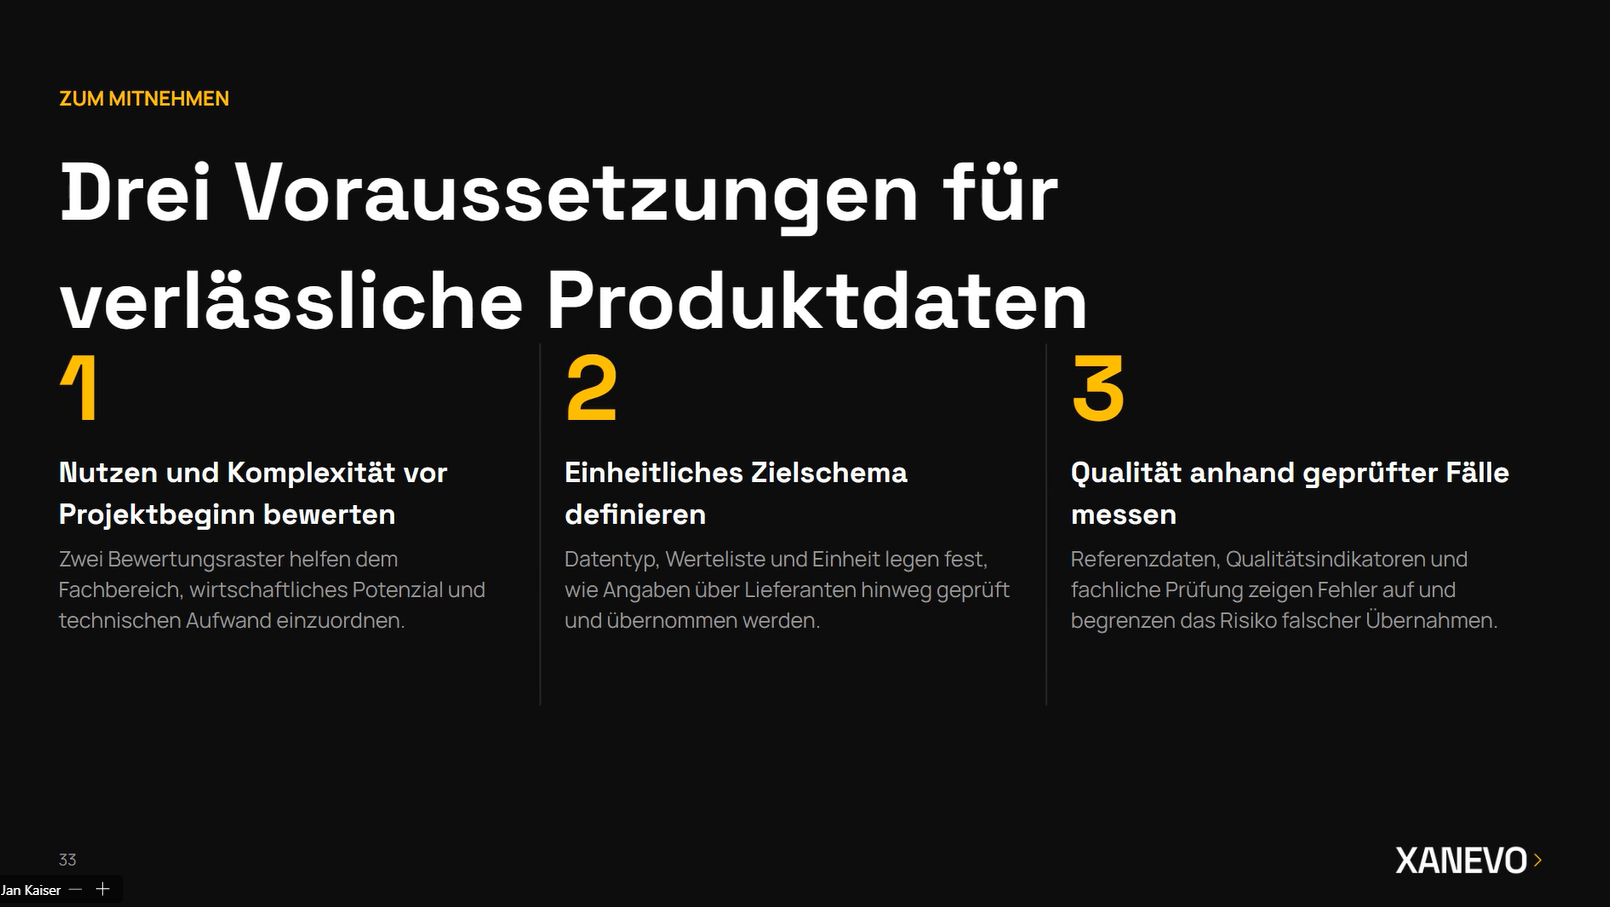 ZUM MITNEHMEN
Drei Voraussetzungen für
verlässliche Produktdaten
1
Nutzen und Komplexität vor
Projektbeginn bewerten
Zwei Bewertungsraster helfen dem
Fachbereich, wirtschaftliches Potenzial und
technischen Aufwand einzuordnen.
2
Einheitliches Zielschema
definieren
Datentyp, Werteliste und Einheit legen fest,
wie Angaben über Lieferanten hinweg geprüft
und übernommen werden.
3
Qualität anhand geprüfter Fälle
messen
Referenzdaten, Qualitätsindikatoren und
fachliche Prüfung zeigen Fehler auf und
begrenzen das Risiko falscher Übernahmen.
33
XANEVO
Jan Kaiser